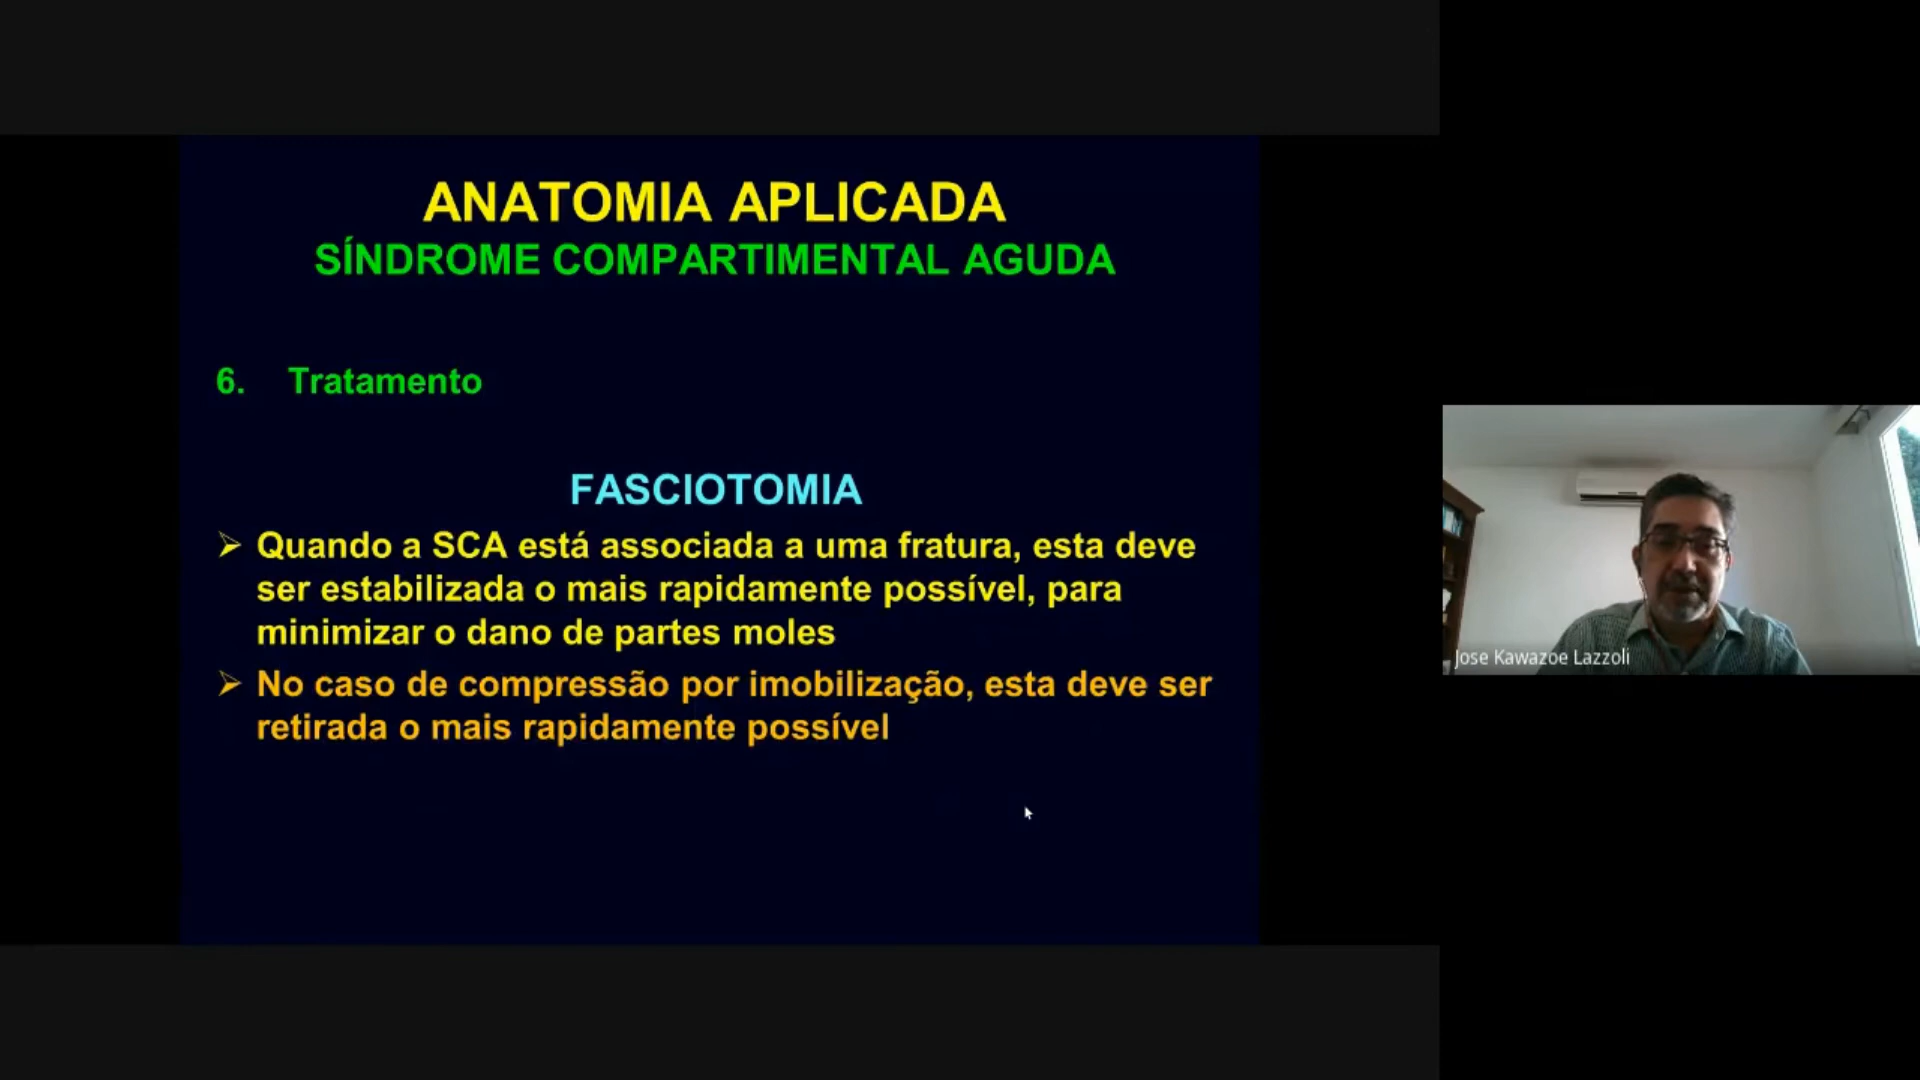 ANATOMIA APLICADA
SÍNDROME COMPARTIMENTAL AGUDA
6. Tratamento
FASCIOTOMIA
➢ Quando a SCA está associada a uma fratura, esta deve
ser estabilizada o mais rapidamente possível, para
minimizar o dano de partes moles
➢ No caso de compressão por imobilização, esta deve ser
retirada o mais rapidamente possível
Jose Kawazoe Lazzoli